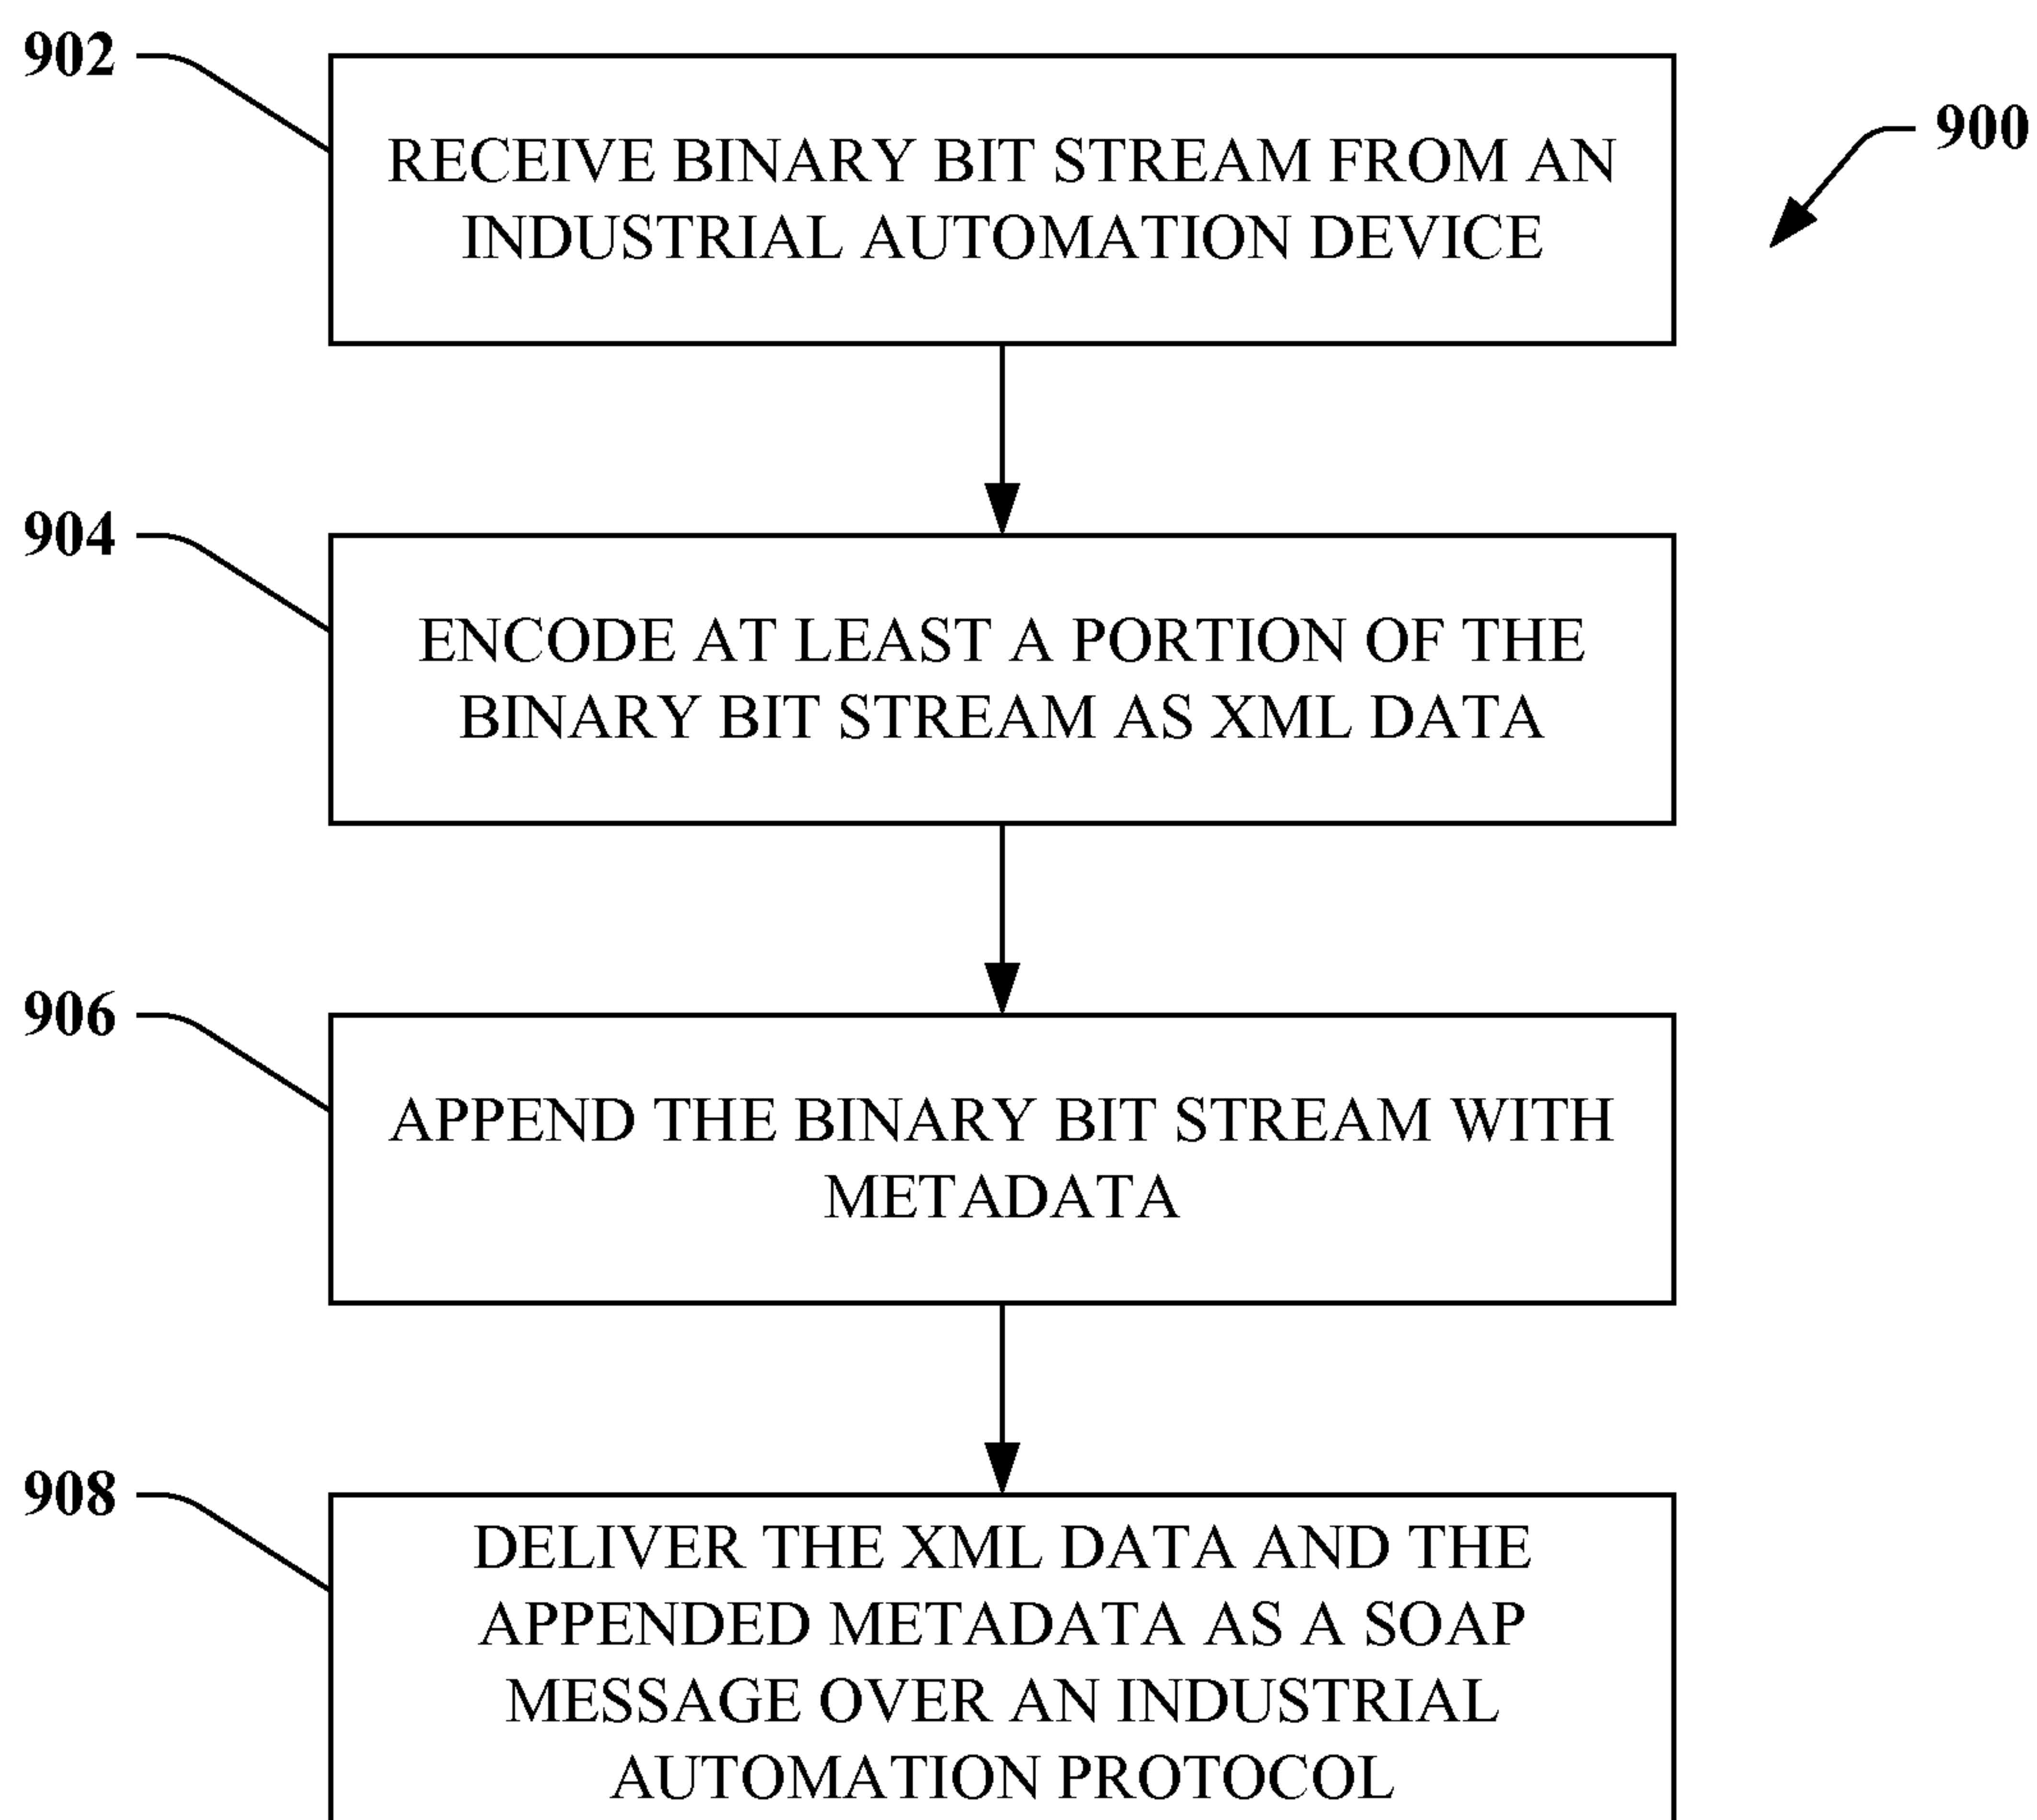 902
900
RECEIVE BINARY BIT STREAM FROM AN
INDUSTRIAL AUTOMATION DEVICE
904
ENCODE AT LEAST A PORTION OF THE
BINARY BIT STREAM AS XML DATA
906
APPEND THE BINARY BIT STREAM WITH
METADATA
908
DELIVER THE XML DATA AND THE
APPENDED METADATA AS A SOAP
MESSAGE OVER AN INDUSTRIAL
AUTOMATION PROTOCOL